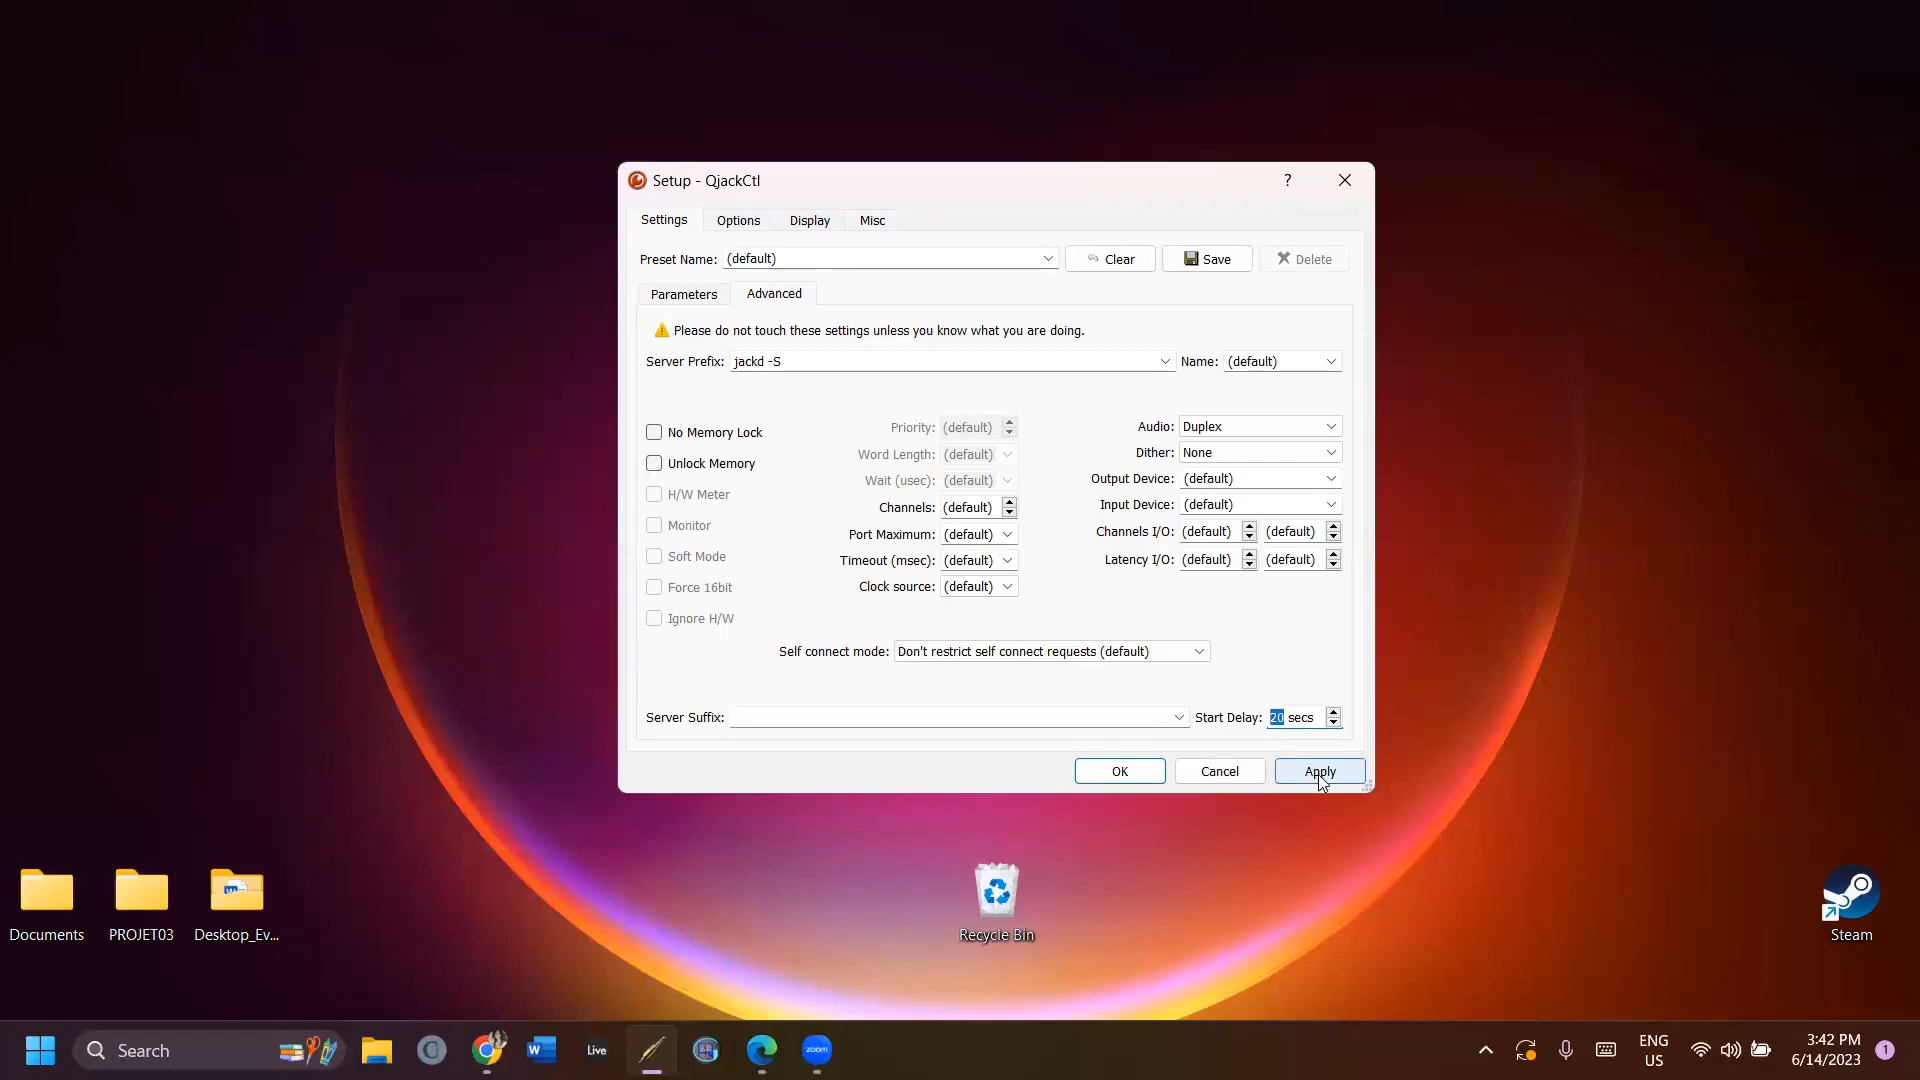 Setup - QjackCtl
?
Settings
Options
Display
Misc
Preset Name: (default)
Clear
Save
Delete
Parameters
Advanced
Please do not touch these settings unless you know what you are doing.
Server Prefix: jackd -S
Name: (default)
No Memory Lock
Unlock Memory
H/W Meter
Monitor
Soft Mode
Force 16bit
Ignore H/W
Priority: (default)
Word Length: (default)
Wait (usec): (default)
Channels: (default)
Port Maximum: (default)
Timeout (msec): (default)
Clock source: (default)
Audio: Duplex
Dither: None
Output Device: (default)
Input Device: (default)
Channels I/O: (default) (default)
Latency I/O: (default) (default)
Self connect mode: Don't restrict self connect requests (default)
Server Suffix:
Start Delay: 20 secs
OK
Cancel
Apply
Documents
PROJET03
Desktop_Ev...
Recycle Bin
Steam
Search
Live
zoom
ENG
US
3:42 PM
6/14/2023
1